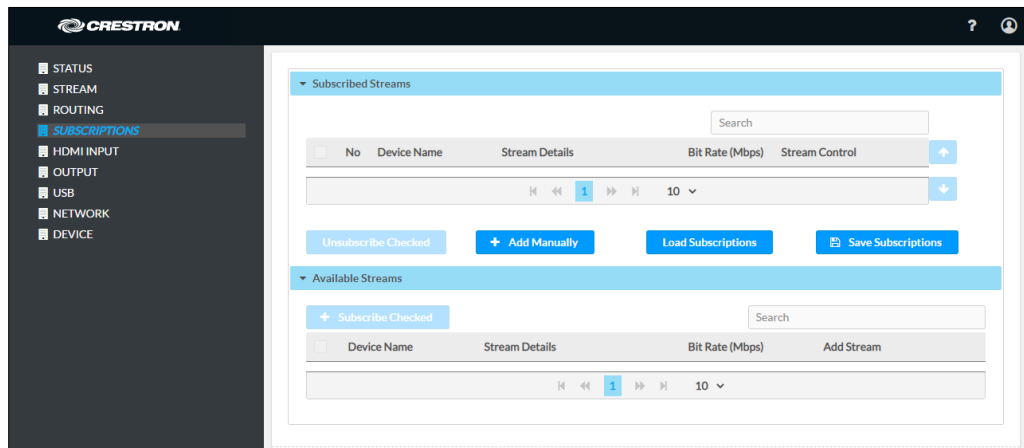 CRESTRON
?
STATUS
STREAM
ROUTING
SUBSCRIPTIONS
HDMI INPUT
OUTPUT
USB
NETWORK
DEVICE
Subscribed Streams
Search
No Device Name Stream Details Bit Rate (Mbps) Stream Control
1 10
Unsubscribe Checked + Add Manually Load Subscriptions Save Subscriptions
Available Streams
+ Subscribe Checked Search
Device Name Stream Details Bit Rate (Mbps) Add Stream
1 10